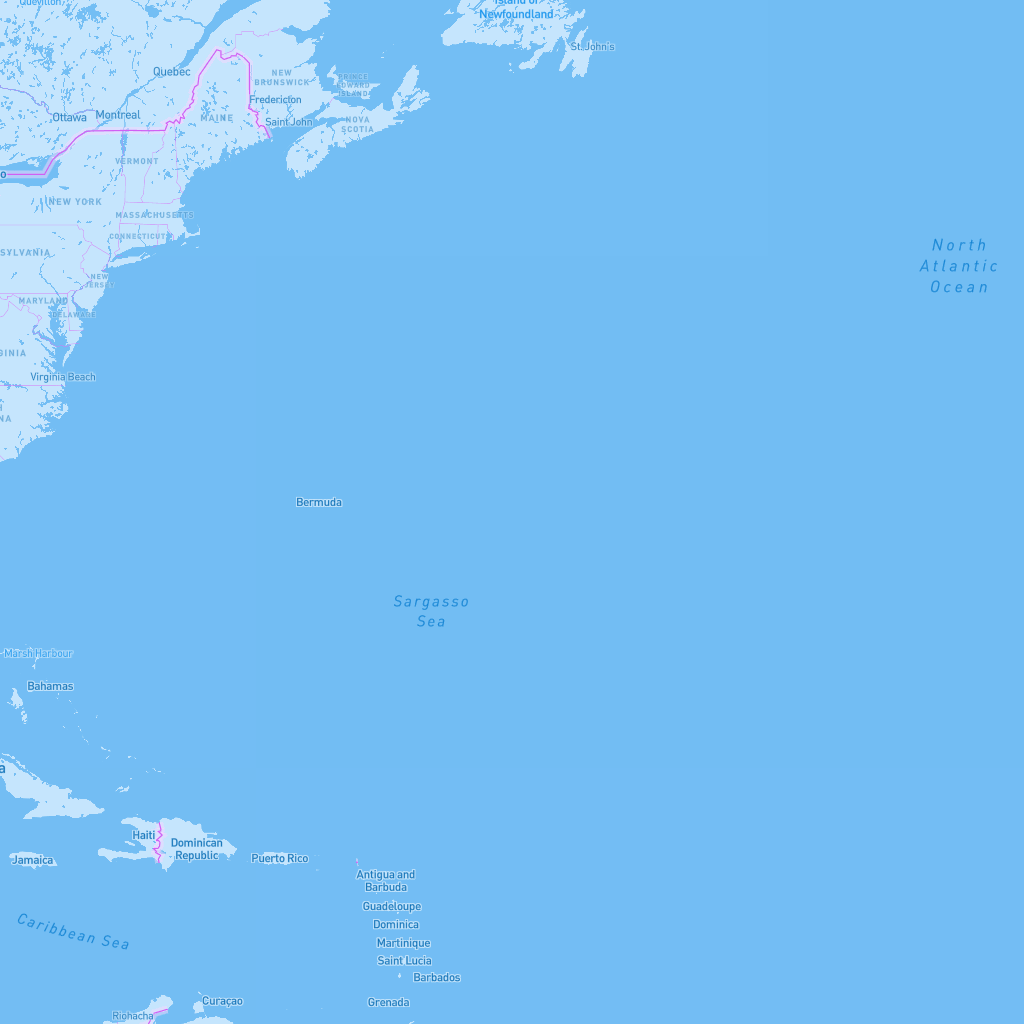 Quevillon
Island of
Newfoundland
St. John's
Quebec
NEW
BRUNSWICK
PRINCE
EDWARD
ISLAND
Fredericton
Ottawa
Montreal
MAINE
Saint John
NOVA
SCOTIA
VERMONT
o
NEW YORK
MASSACHUSETTS
CONNECTICUT
North
Atlantic
Ocean
SYLVANIA
NEW
JERSEY
MARYLAND
DELAWARE
GINIA
Virginia Beach
H
NA
Bermuda
Sargasso
Sea
Marsh Harbour
Bahamas
a
Haiti
Dominican
Republic
Jamaica
Puerto Rico
Antigua and
Barbuda
Guadeloupe
Dominica
Caribbean Sea
Martinique
Saint Lucia
Barbados
Curaçao
Grenada
Riohacha